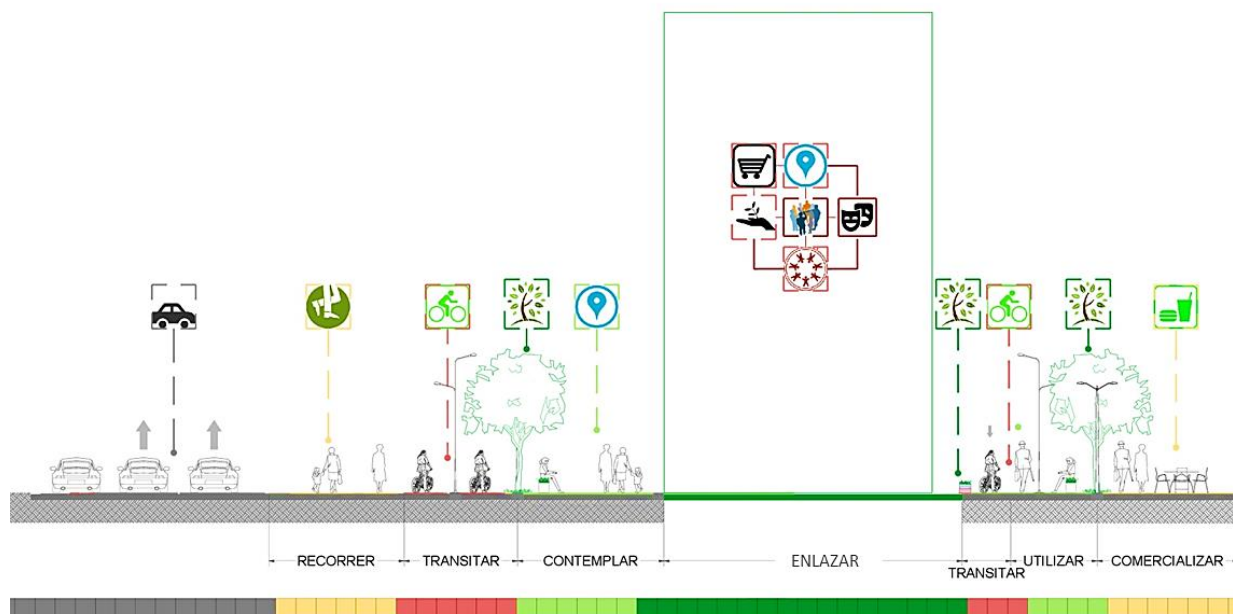 RECORRER
TRANSITAR
CONTEMPLAR
ENLAZAR
TRANSITAR
UTILIZAR
COMERCIALIZAR